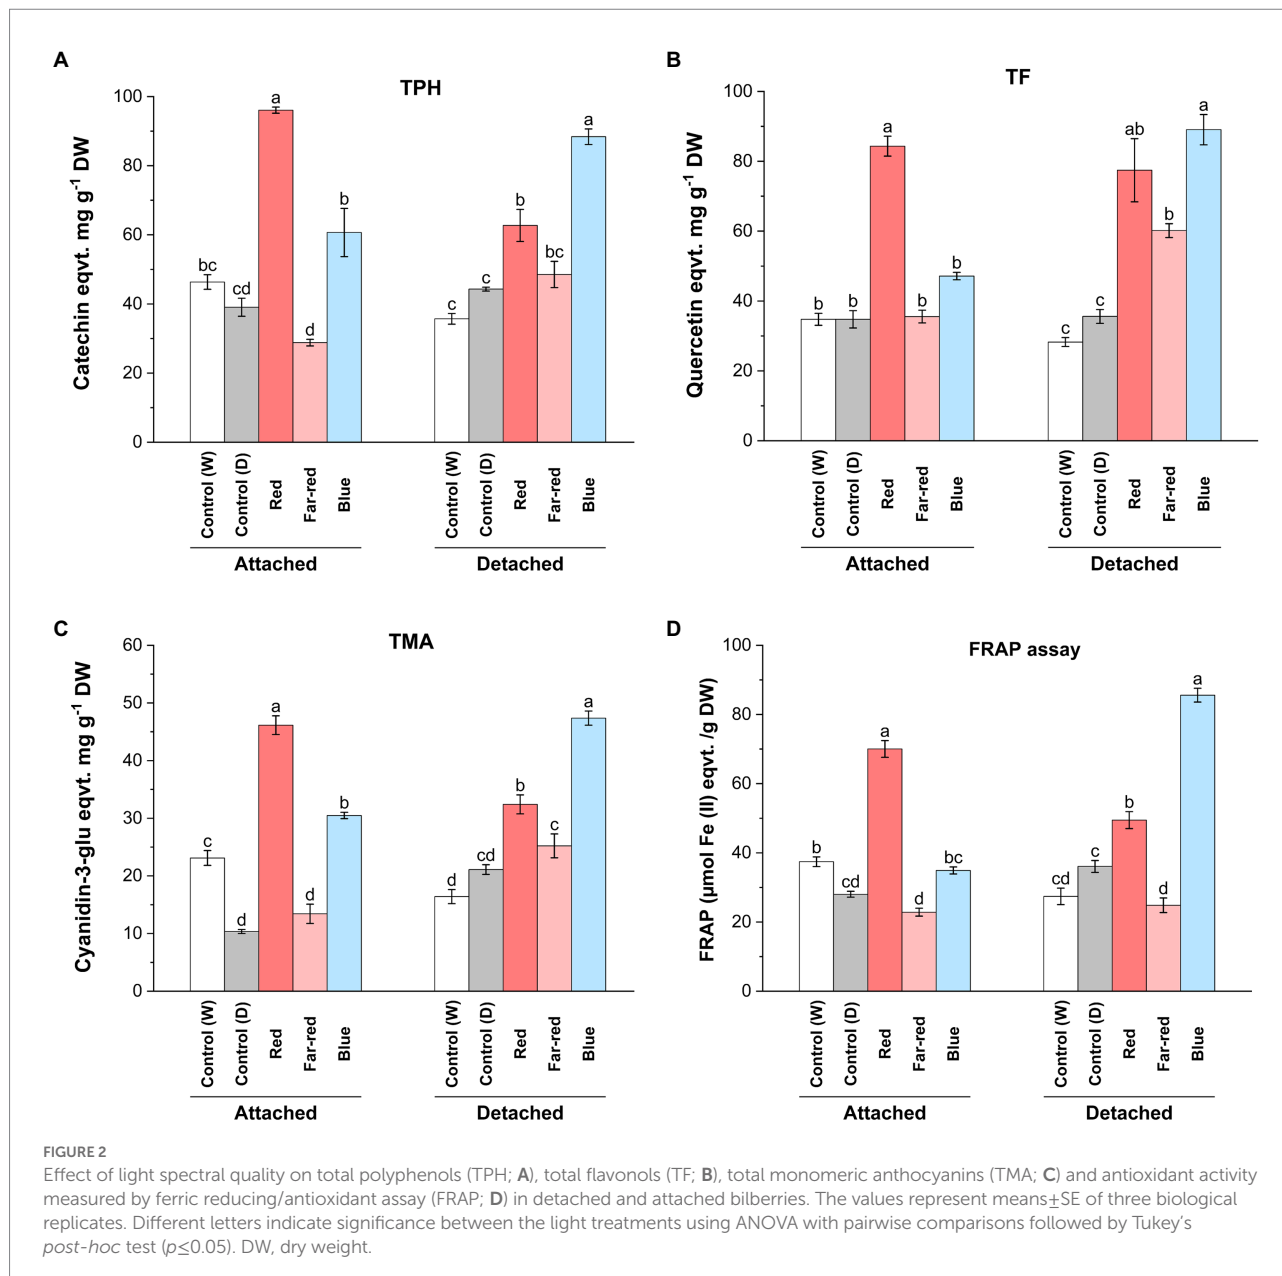 A
TPH
Catechin eqvt. mg g⁻¹ DW
100
80
60
40
20
0
bc
cd
a
d
b
c
c
b
bc
a
Control (W)
Control (D)
Red
Far-red
Blue
Control (W)
Control (D)
Red
Far-red
Blue
Attached
Detached
B
TF
Quercetin eqvt. mg g⁻¹ DW
100
80
60
40
20
0
b
b
a
b
b
c
c
ab
b
a
Control (W)
Control (D)
Red
Far-red
Blue
Control (W)
Control (D)
Red
Far-red
Blue
Attached
Detached
C
TMA
Cyanidin-3-glu eqvt. mg g⁻¹ DW
60
50
40
30
20
10
0
c
d
a
d
b
d
cd
b
c
a
Control (W)
Control (D)
Red
Far-red
Blue
Control (W)
Control (D)
Red
Far-red
Blue
Attached
Detached
D
FRAP assay
FRAP (µmol Fe (II) eqvt. /g DW)
100
80
60
40
20
0
b
cd
a
d
bc
cd
c
b
d
a
Control (W)
Control (D)
Red
Far-red
Blue
Control (W)
Control (D)
Red
Far-red
Blue
Attached
Detached
FIGURE 2
Effect of light spectral quality on total polyphenols (TPH; A), total flavonols (TF; B), total monomeric anthocyanins (TMA; C) and antioxidant activity
measured by ferric reducing/antioxidant assay (FRAP; D) in detached and attached bilberries. The values represent means±SE of three biological
replicates. Different letters indicate significance between the light treatments using ANOVA with pairwise comparisons followed by Tukey's
post-hoc test (p≤0.05). DW, dry weight.